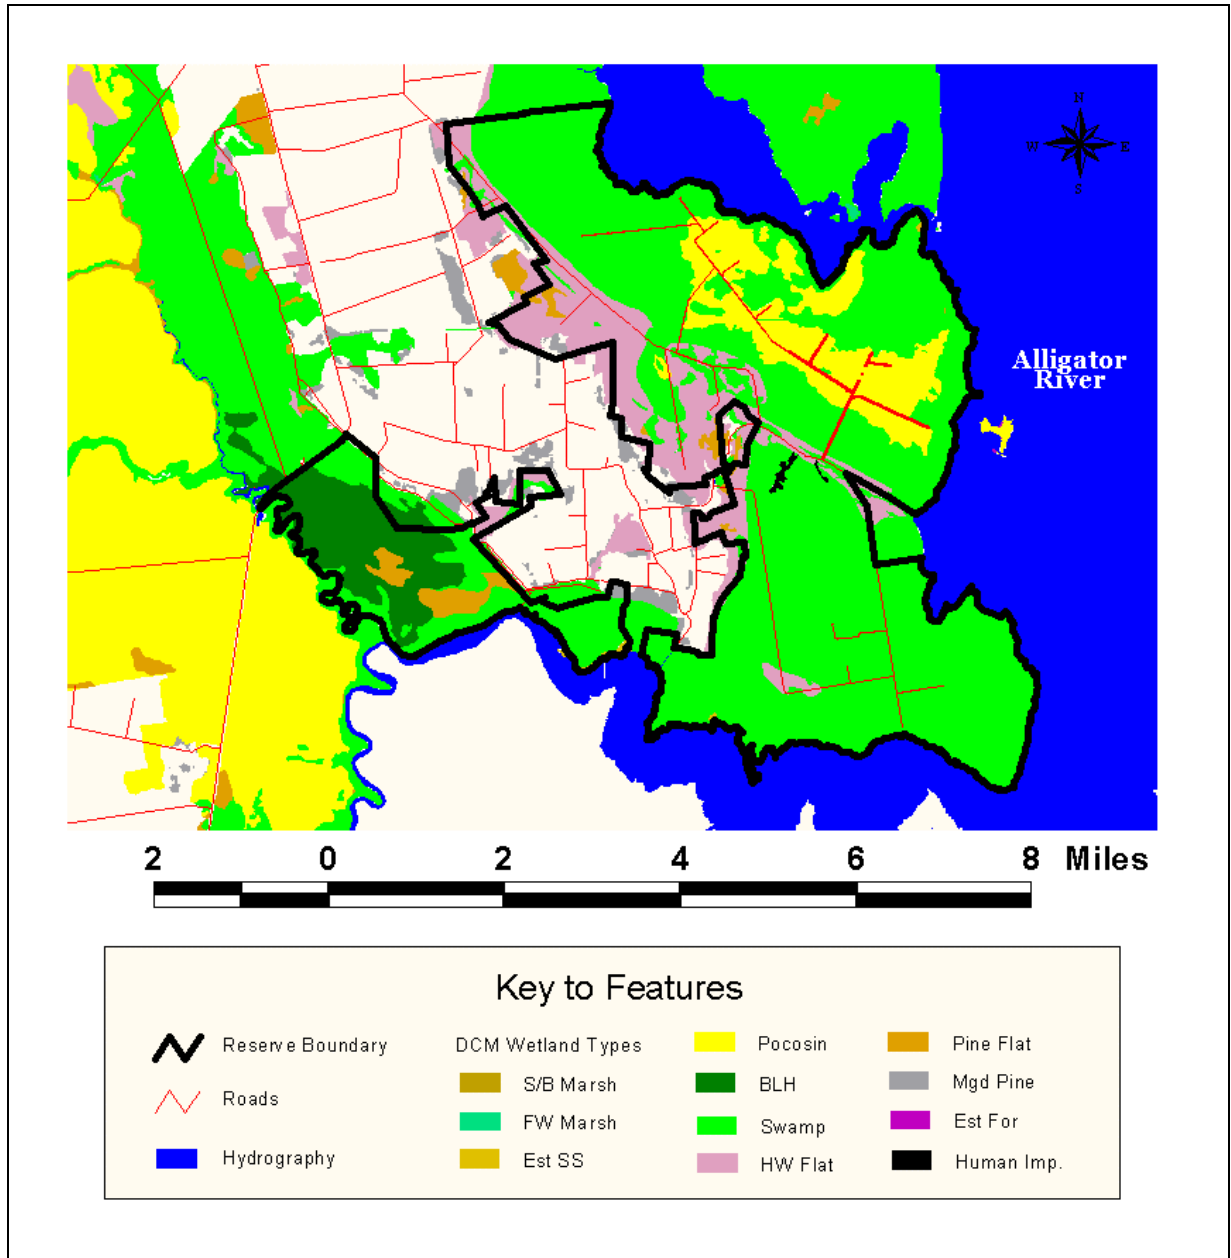 N
W E
S
Alligator
River
2 0 2 4 6 8 Miles
Key to Features
Reserve Boundary
Roads
Hydrography
DCM Wetland Types
S/B Marsh
FW Marsh
Est SS
Pocosin
BLH
Swamp
HW Flat
Pine Flat
Mgd Pine
Est For
Human Imp.